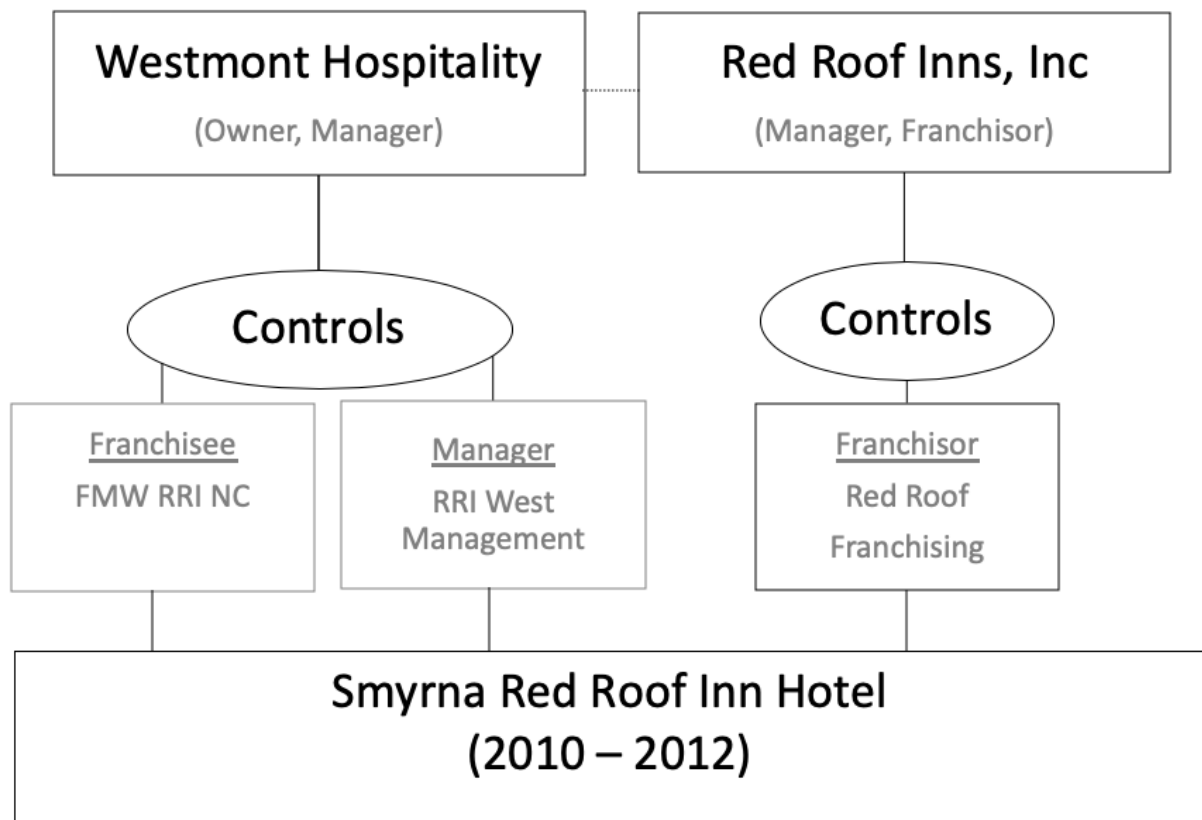 Westmont Hospitality
(Owner, Manager)
Red Roof Inns, Inc
(Manager, Franchisor)
Controls
Controls
Franchisee
FMW RRI NC
Manager
RRI West
Management
Franchisor
Red Roof
Franchising
Smyrna Red Roof Inn Hotel
(2010 – 2012)